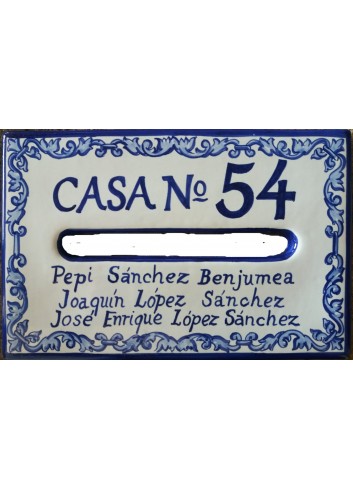 CASA Nº 54
Pepi Sánchez Benjumea
Joaquín López Sánchez
José Enrique López Sánchez